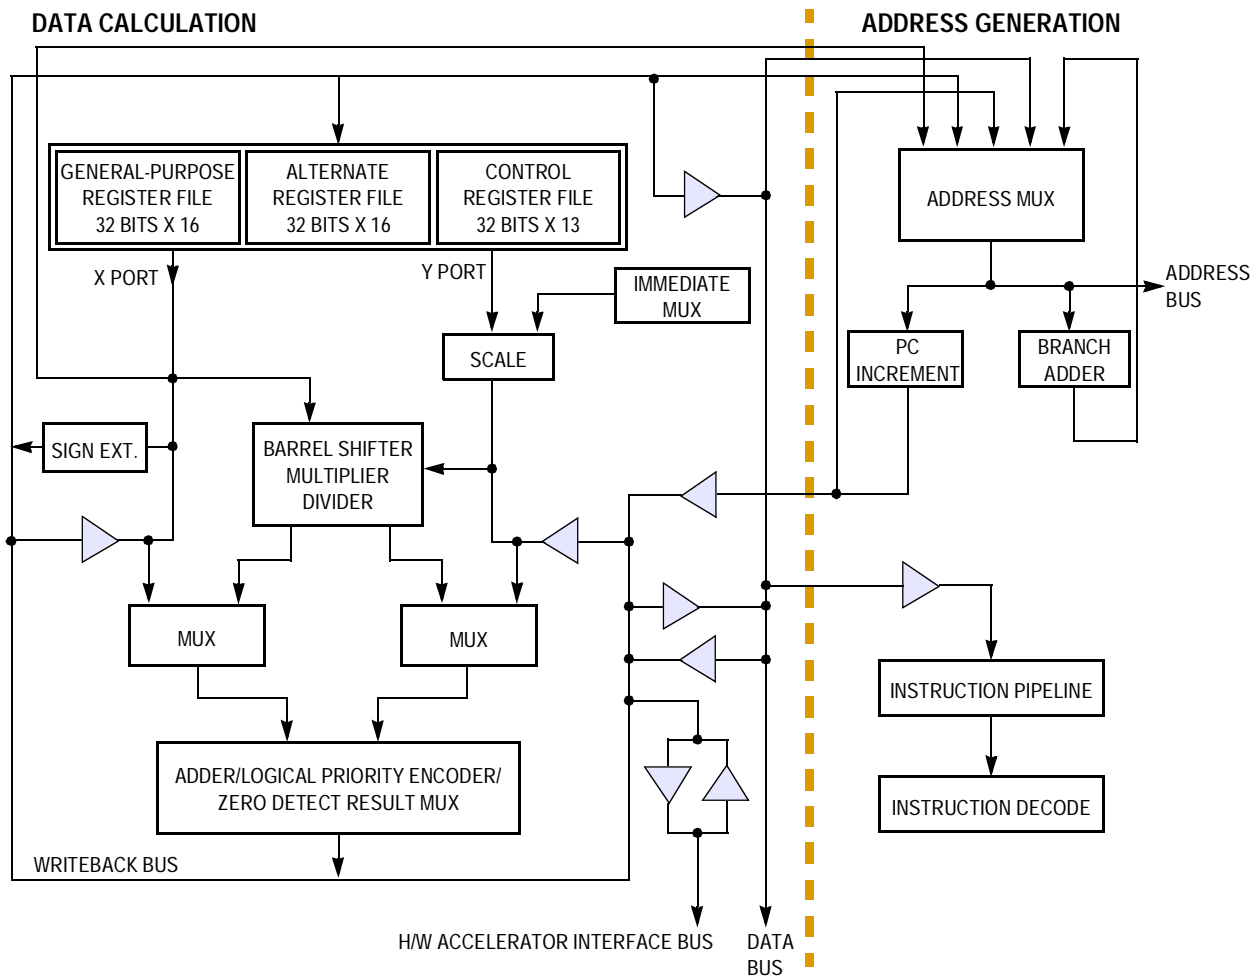 DATA CALCULATION
ADDRESS GENERATION
GENERAL-PURPOSE
REGISTER FILE
32 BITS X 16
ALTERNATE
REGISTER FILE
32 BITS X 16
CONTROL
REGISTER FILE
32 BITS X 13
ADDRESS MUX
X PORT
Y PORT
IMMEDIATE
MUX
ADDRESS
BUS
SCALE
PC
INCREMENT
BRANCH
ADDER
SIGN EXT.
BARREL SHIFTER
MULTIPLIER
DIVIDER
MUX
MUX
INSTRUCTION PIPELINE
ADDER/LOGICAL PRIORITY ENCODER/
ZERO DETECT RESULT MUX
INSTRUCTION DECODE
WRITEBACK BUS
H/W ACCELERATOR INTERFACE BUS
DATA
BUS